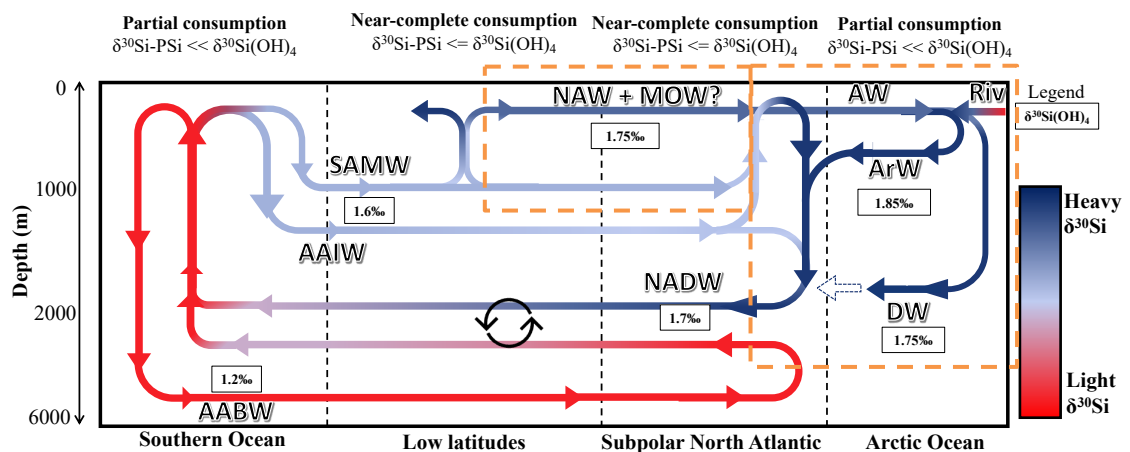 Partial consumption
δ³⁰Si-PSi << δ³⁰Si(OH)₄
Near-complete consumption
δ³⁰Si-PSi <= δ³⁰Si(OH)₄
Near-complete consumption
δ³⁰Si-PSi <= δ³⁰Si(OH)₄
Partial consumption
δ³⁰Si-PSi << δ³⁰Si(OH)₄
0
1000
2000
6000
Depth (m)
NAW + MOW?
1.75‰
AW
Riv
Legend
δ³⁰Si(OH)₄
SAMW
1.6‰
ArW
1.85‰
AAIW
NADW
1.7‰
DW
1.75‰
1.2‰
AABW
Heavy
δ³⁰Si
Light
δ³⁰Si
Southern Ocean
Low latitudes
Subpolar North Atlantic
Arctic Ocean